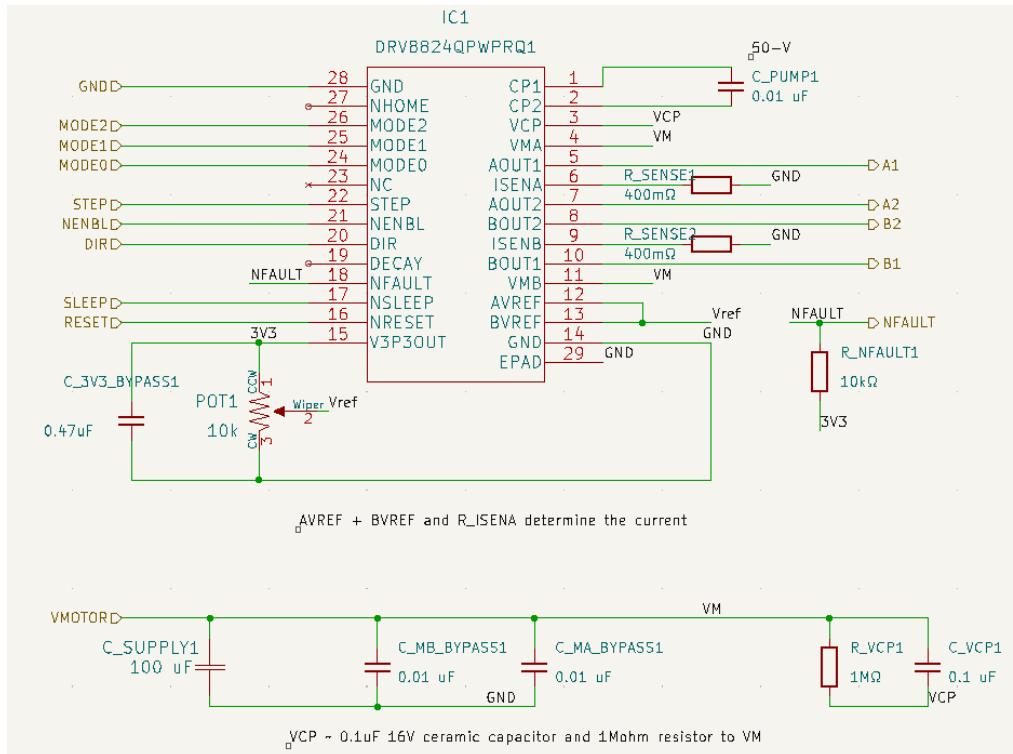 IC1
DRV8824QPWPRQ1
GND 28 GND
27 NHOME
MODE2 26 MODE2
MODE1 25 MODE1
MODE0 24 MODE0
23 NC
STEP 22 STEP
NENBL 21 NENBL
DIR 20 DIR
19 DECAY
NFAULT 18 NFAULT
SLEEP 17 NSLEEP
RESET 16 NRESET
3V3 15 V3P3OUT
CP1 1
CP2 2
VCP 3 VCP
VMA 4 VM
AOUT1 5 A1
ISENA 6 R_SENSE1 GND
400mΩ
AOUT2 7 A2
BOUT2 8 B2
ISENB 9 R_SENSE2 GND
400mΩ
BOUT1 10 B1
VMB 11 VM
AVREF 12
BVREF 13 Vref
GND 14 GND
EPAD 29 GND
50-V
C_PUMP1
0.01 uF
NFAULT NFAULT
R_NFAULT1
10kΩ
3V3
C_3V3_BYPASS1
0.47uF
POT1
10k
CCW 1
Wiper 2 Vref
CW 3
AVREF + BVREF and R_ISENA determine the current
VMOTOR VM
C_SUPPLY1
100 uF
C_MB_BYPASS1
0.01 uF
GND
C_MA_BYPASS1
0.01 uF
R_VCP1
1MΩ
C_VCP1
0.1 uF
VCP
VCP ~ 0.1uF 16V ceramic capacitor and 1Mohm resistor to VM